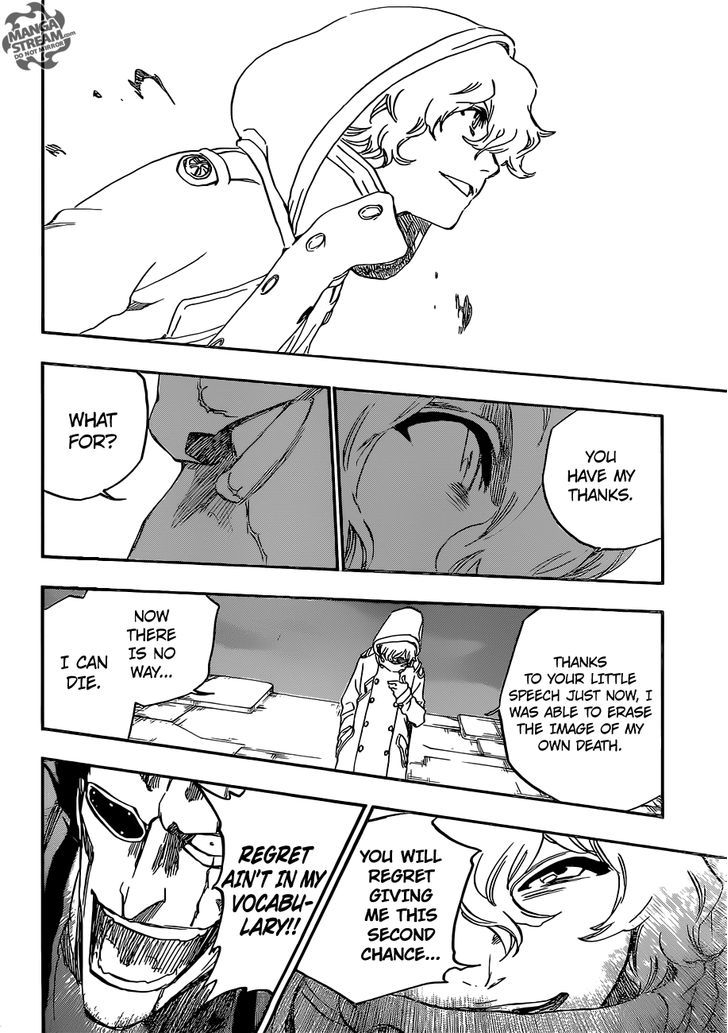 MANGA
STREAM.com
DO NOT MIRROR
YOU
HAVE MY
THANKS.
WHAT
FOR?
THANKS
TO YOUR LITTLE
SPEECH JUST NOW, I
WAS ABLE TO ERASE
THE IMAGE OF MY
OWN DEATH.
NOW
THERE
IS NO
WAY...
I CAN
DIE.
YOU WILL
REGRET
GIVING
ME THIS
SECOND
CHANCE...
REGRET
AIN'T IN MY
VOCABU-
LARY!!